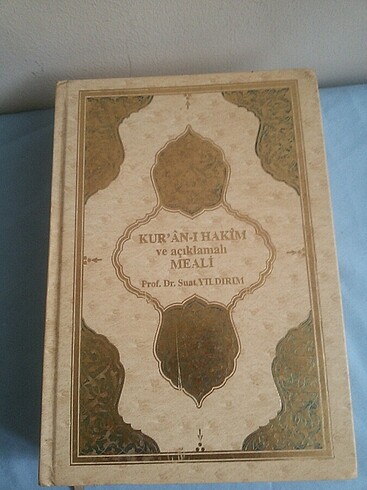 KUR'ÂN-I HAKİM
ve açıklamalı
MEALİ
Prof. Dr. Suat YILDIRIM